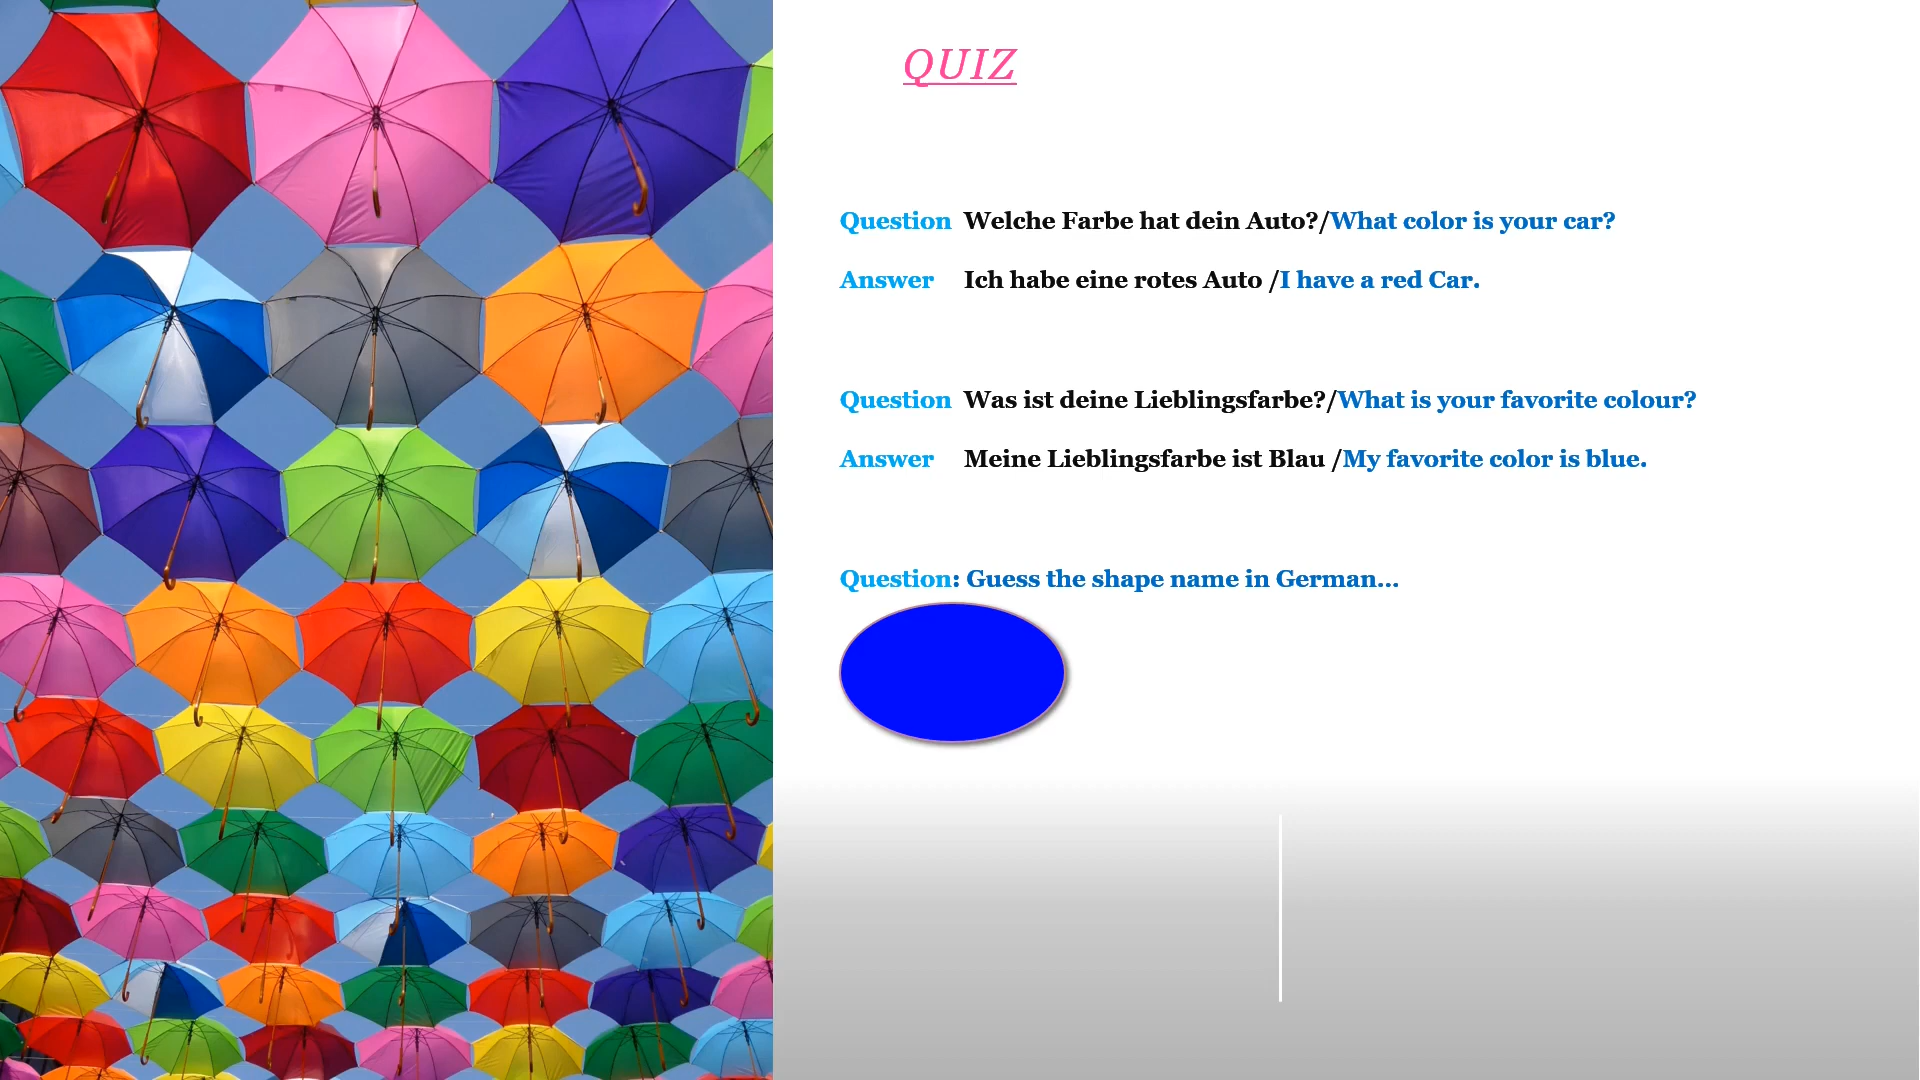 QUIZ
Question Welche Farbe hat dein Auto?/What color is your car?
Answer Ich habe eine rotes Auto /I have a red Car.
Question Was ist deine Lieblingsfarbe?/What is your favorite colour?
Answer Meine Lieblingsfarbe ist Blau /My favorite color is blue.
Question: Guess the shape name in German...